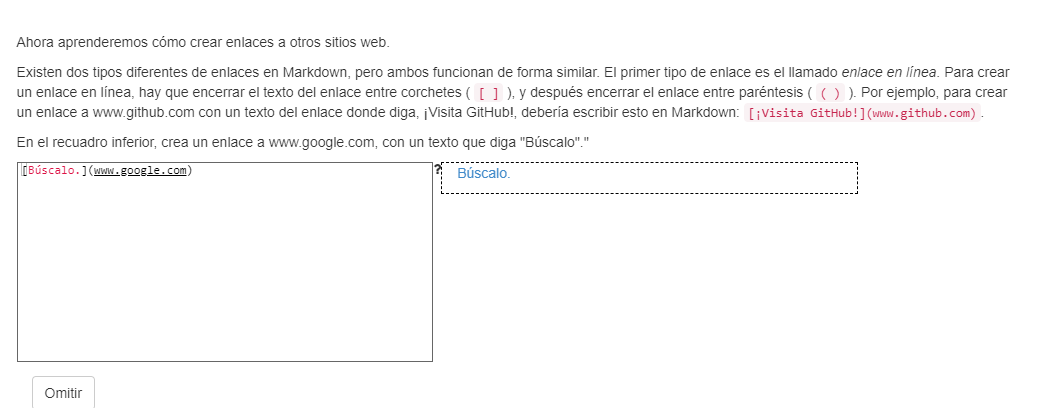 Ahora aprenderemos cómo crear enlaces a otros sitios web.
Existen dos tipos diferentes de enlaces en Markdown, pero ambos funcionan de forma similar. El primer tipo de enlace es el llamado enlace en línea. Para crear
un enlace en línea, hay que encerrar el texto del enlace entre corchetes ( [ ] ), y después encerrar el enlace entre paréntesis ( ( ) ). Por ejemplo, para crear
un enlace a www.github.com con un texto del enlace donde diga, ¡Visita GitHub!, debería escribir esto en Markdown: [¡Visita GitHub!](www.github.com) .
En el recuadro inferior, crea un enlace a www.google.com, con un texto que diga "Búscalo"."
[Búscalo.](www.google.com)
?
Búscalo.
Omitir